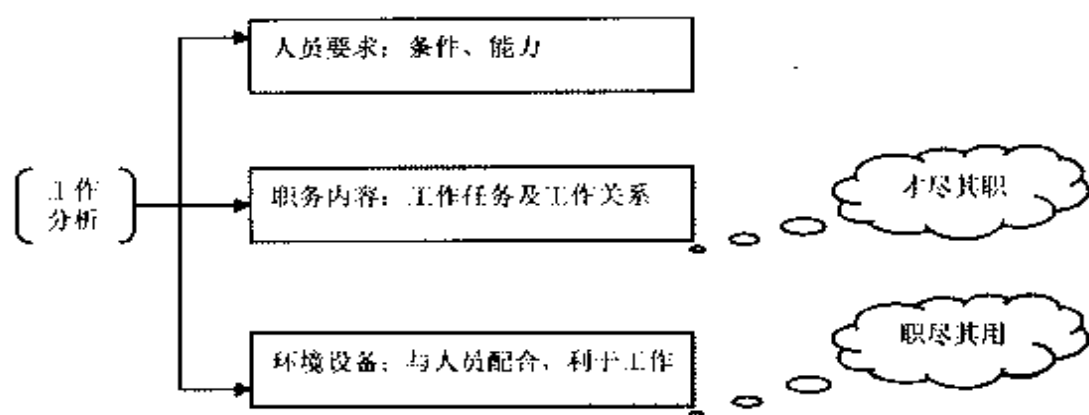 人员要求：条件、能力
工作
分析
职务内容：工作任务及工作关系
才尽其职
环境设备：与人员配合，利于工作
职尽其用